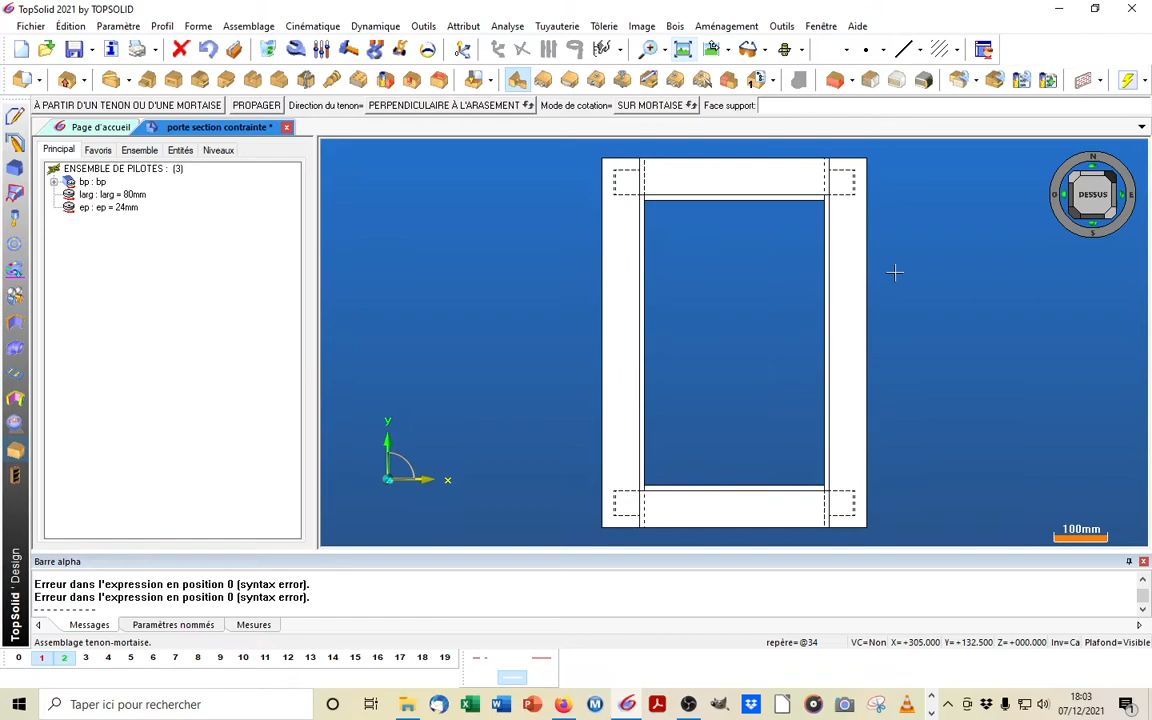 TopSolid 2021 by TOPSOLID
Fichier Edition Paramètre Profil Forme Assemblage Cinématique Dynamique Outils Attribut Analyse Tuyauterie Tôlerie Image Bois Aménagement Outils Fenêtre Aide
À PARTIR D'UN TENON OU D'UNE MORTAISE PROPAGER Direction du tenon= PERPENDICULAIRE À L'ARASEMENT Mode de cotation= SUR MORTAISE Face support:
Page d'accueil porte section contrainte *
Principal Favoris Ensemble Entités Niveaux
ENSEMBLE DE PILOTES : (3)
bp : bp
larg : larg = 80mm
ep : ep = 24mm
N
O DESSUS E
S
y
x
100mm
Barre alpha
Erreur dans l'expression en position 0 (syntax error).
Erreur dans l'expression en position 0 (syntax error).
----------
Messages Paramètres nommés Mesures
Assemblage tenon-mortaise. repère=@34 VC=Non X=+305.000 Y=+132.500 Z=+000.000 Inv=Ca Plafond=Visible
0 1 2 3 4 5 6 7 8 9 10 11 12 13 14 15 16 17 18 19
TopSolid'Design
Taper ici pour rechercher
18:03
07/12/2021